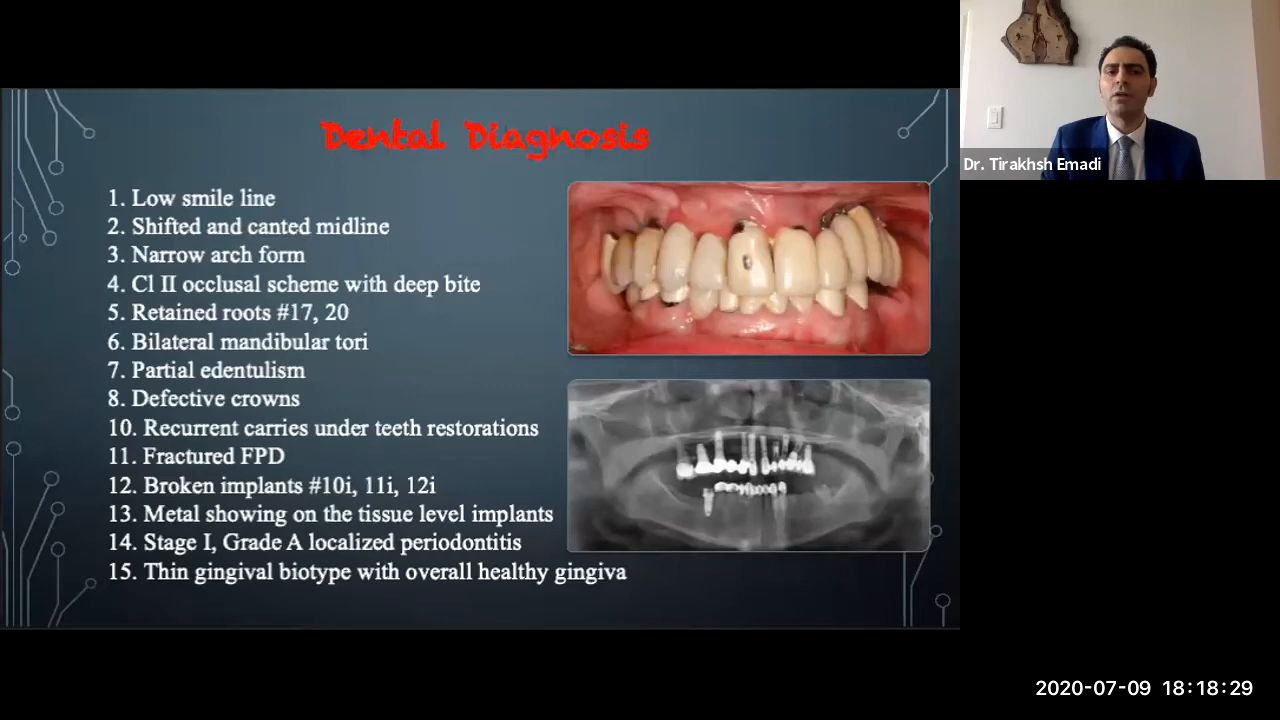 Dental Diagnosis
1. Low smile line
2. Shifted and canted midline
3. Narrow arch form
4. Cl II occlusal scheme with deep bite
5. Retained roots #17, 20
6. Bilateral mandibular tori
7. Partial edentulism
8. Defective crowns
10. Recurrent carries under teeth restorations
11. Fractured FPD
12. Broken implants #10i, 11i, 12i
13. Metal showing on the tissue level implants
14. Stage I, Grade A localized periodontitis
15. Thin gingival biotype with overall healthy gingiva
Dr. Tirakhsh Emadi
2020-07-09 18:18:29